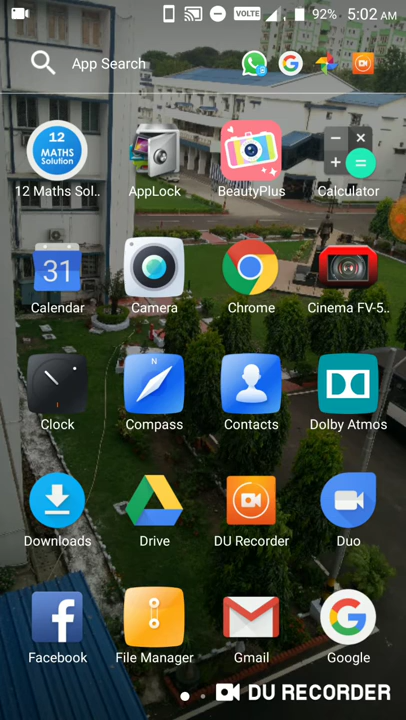 VOLTE 92% 5:02 AM
App Search
12 Maths Sol.. AppLock BeautyPlus Calculator
12
MATHS
Solution
31
Calendar Camera Chrome Cinema FV-5..
N
Clock Compass Contacts Dolby Atmos
Downloads Drive DU Recorder Duo
Facebook File Manager Gmail Google
DU RECORDER